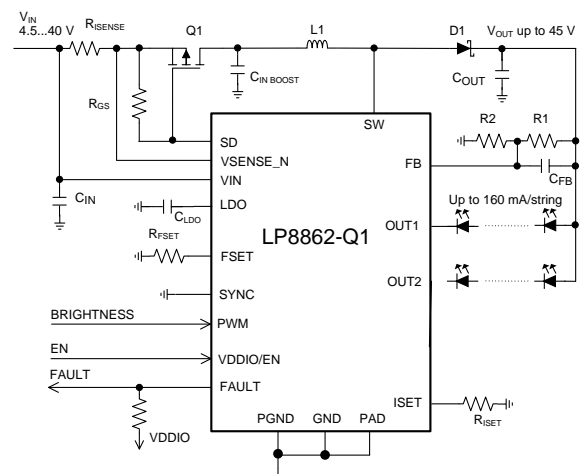 VIN
4.5...40 V
RISENSE
Q1
L1
D1
VOUT up to 45 V
CIN BOOST
COUT
RGS
R2
R1
SD
SW
VSENSE_N
FB
CFB
VIN
CIN
LDO
CLDO
Up to 160 mA/string
RFSET
LP8862-Q1
OUT1
FSET
OUT2
SYNC
BRIGHTNESS
PWM
EN
VDDIO/EN
FAULT
FAULT
ISET
RISET
VDDIO
PGND
GND
PAD